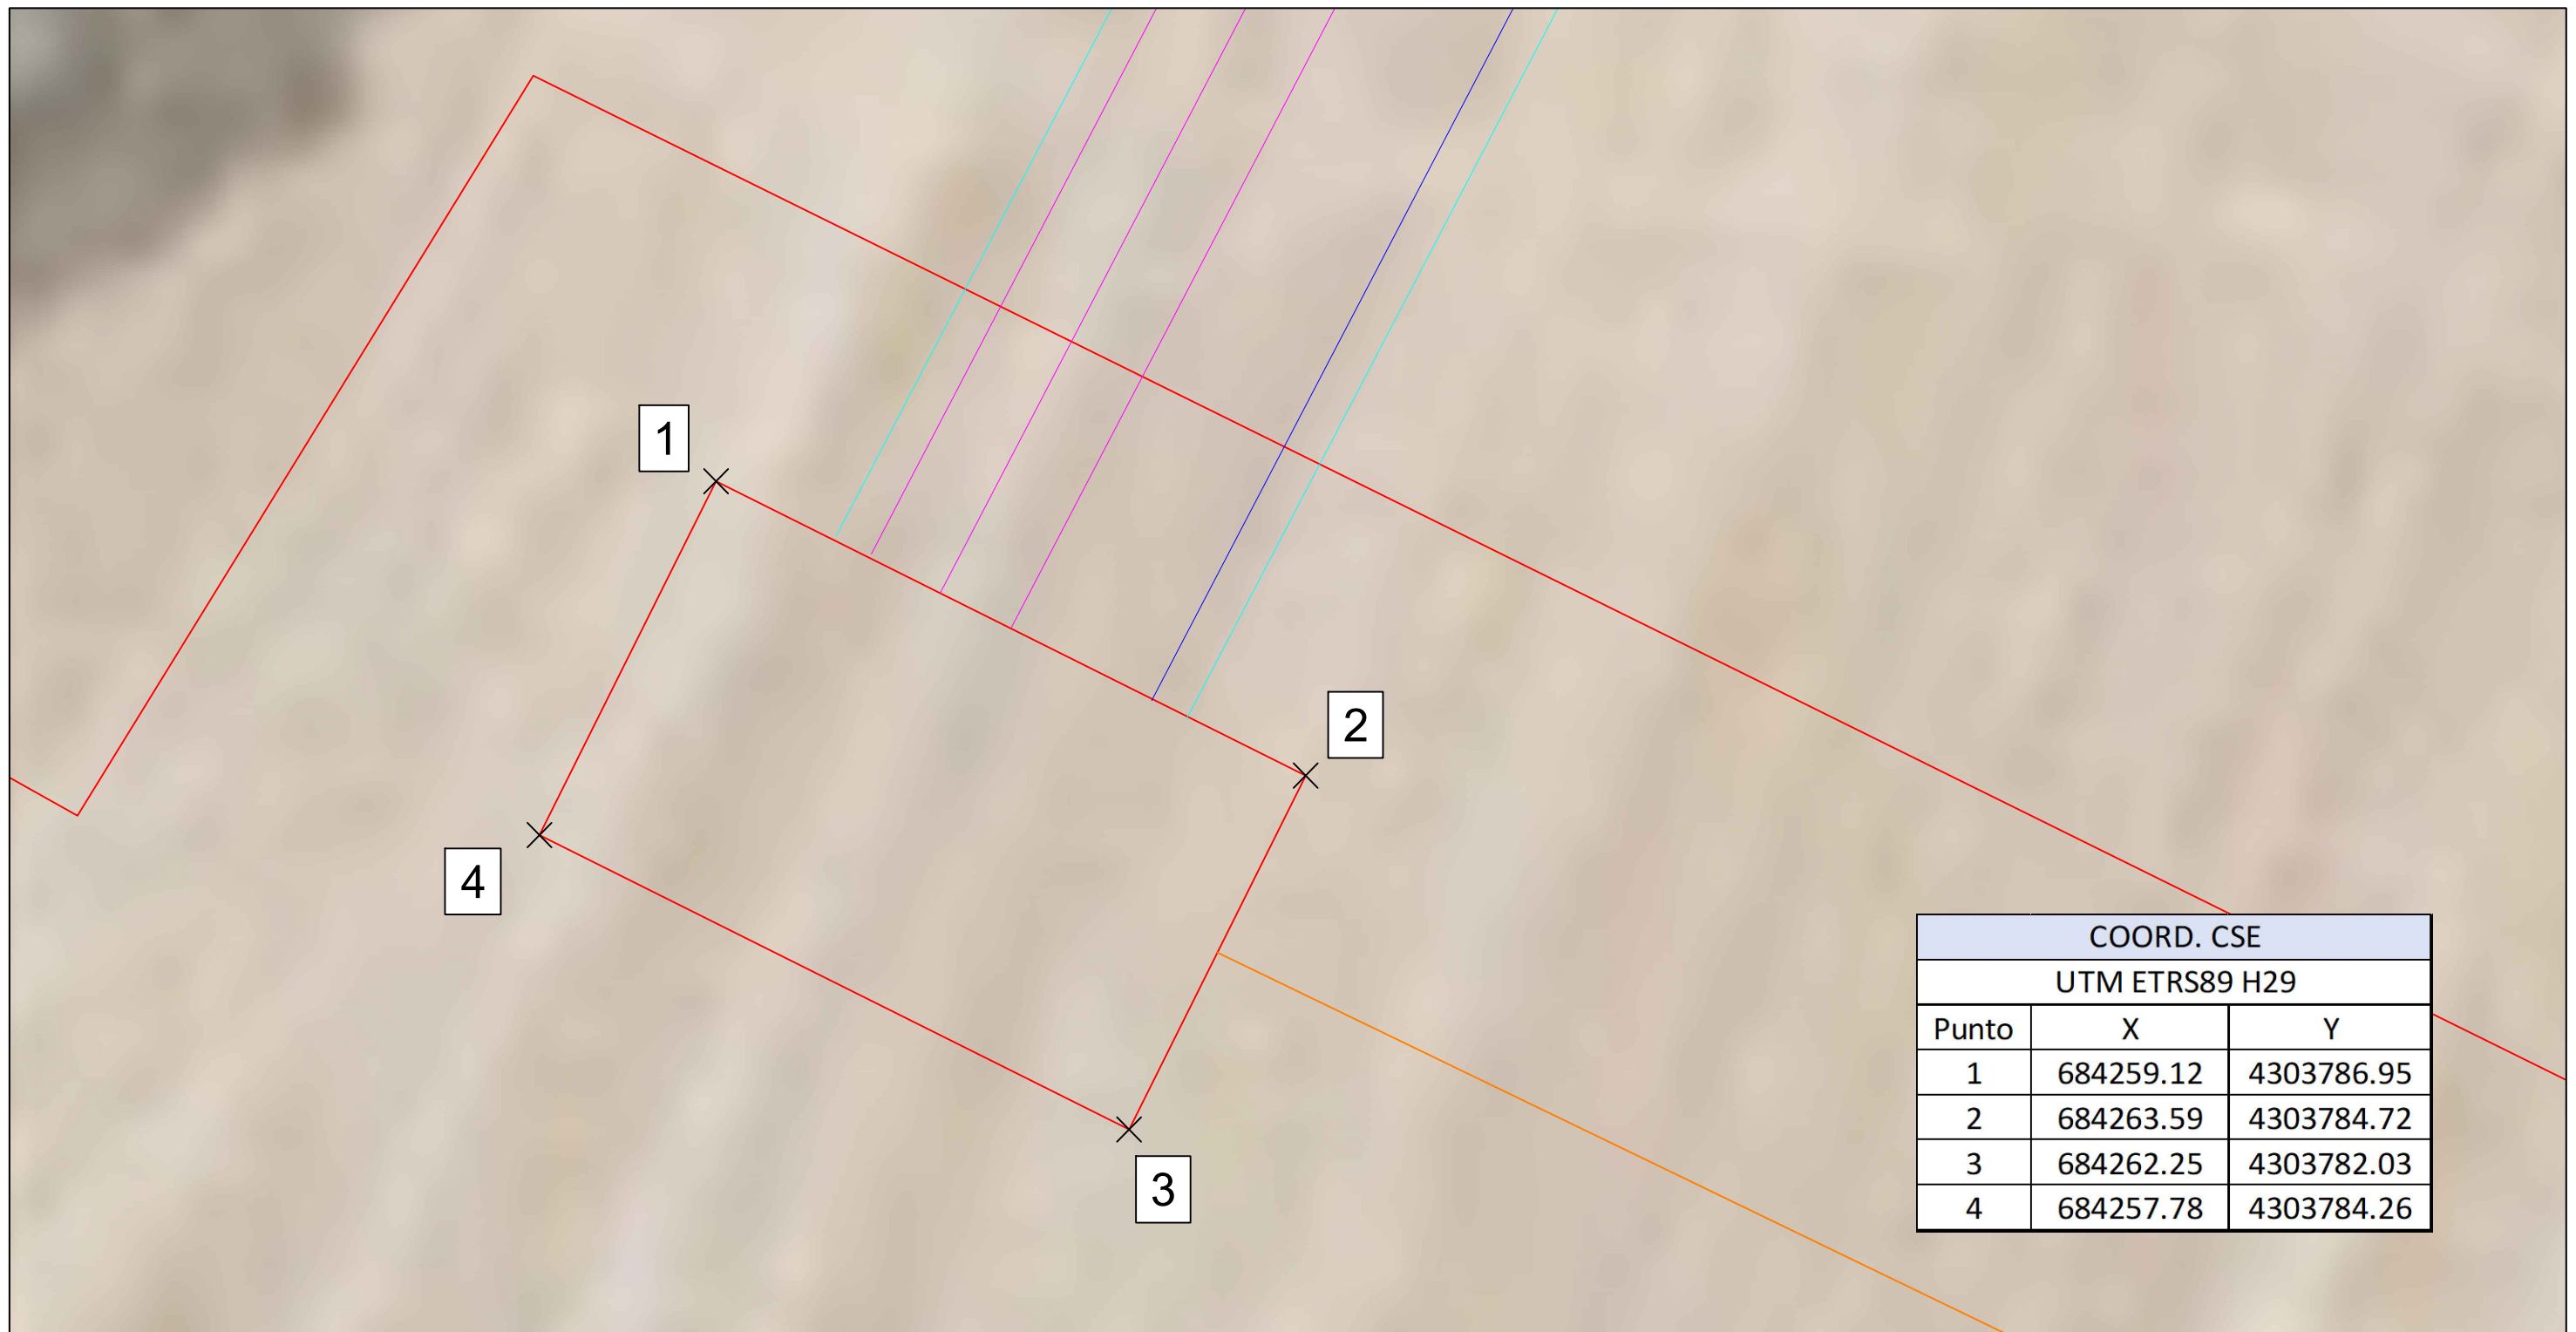 1
2
4
3
COORD. CSE
UTM ETRS89 H29
Punto X Y
1 684259.12 4303786.95
2 684263.59 4303784.72
3 684262.25 4303782.03
4 684257.78 4303784.26